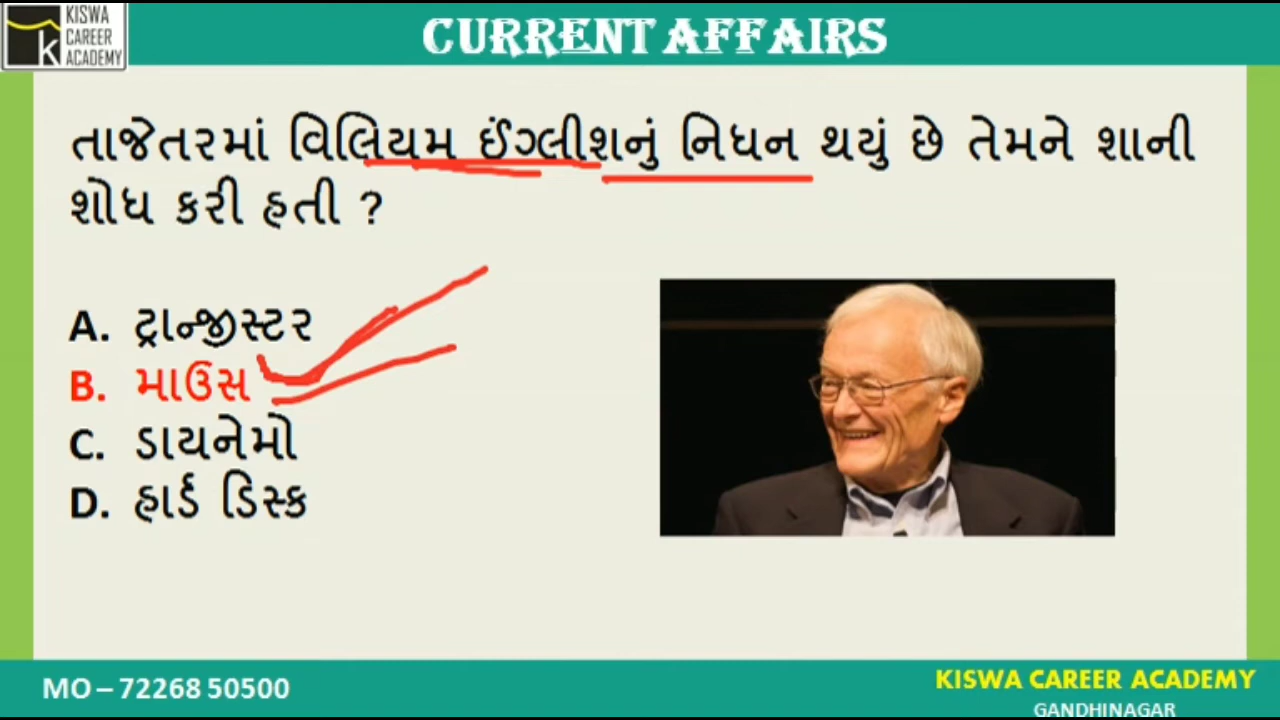 KISWA
CAREER
ACADEMY
CURRENT AFFAIRS
તાજેતરમાં વિલિયમ ઈંગ્લીશનું નિધન થયું છે તેમને શાની
શોધ કરી હતી ?
A. ટ્રાન્જીસ્ટર
B. માઉસ
C. ડાયનેમો
D. હાર્ડ ડિસ્ક
MO – 72268 50500
KISWA CAREER ACADEMY
GANDHINAGAR